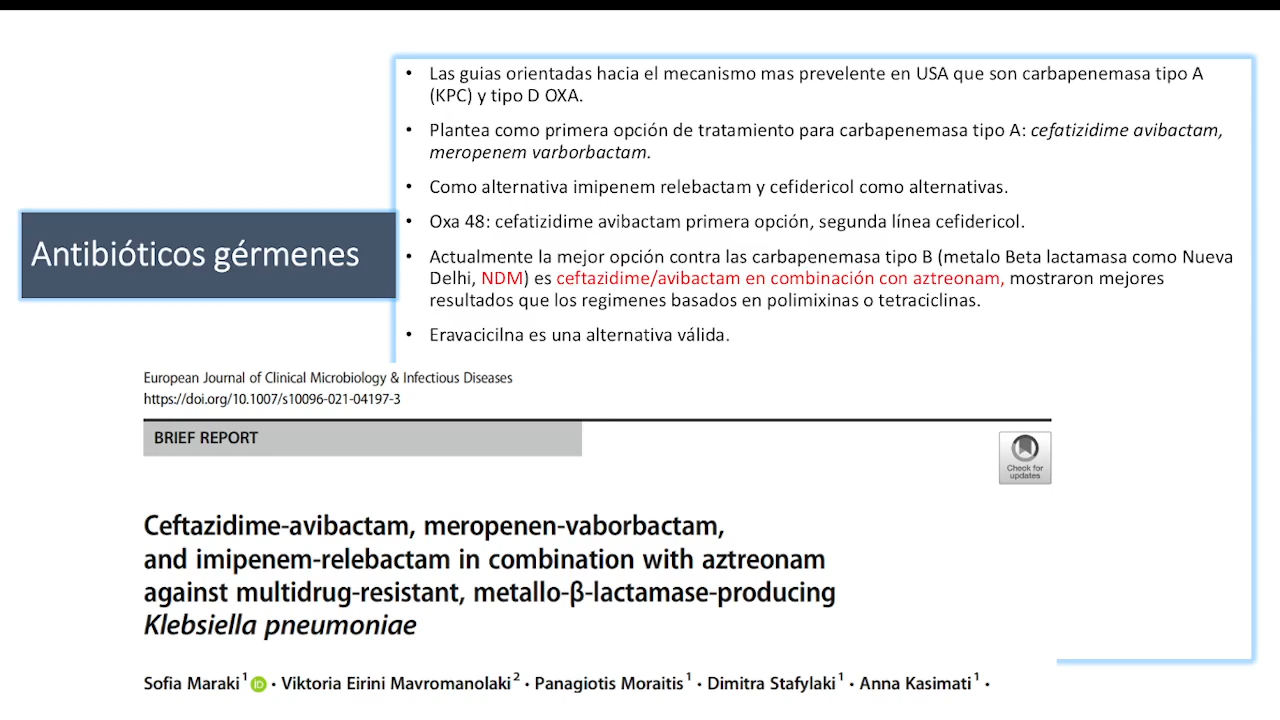 Antibióticos gérmenes
• Las guias orientadas hacia el mecanismo mas prevelente en USA que son carbapenemasa tipo A
(KPC) y tipo D OXA.
• Plantea como primera opción de tratamiento para carbapenemasa tipo A: cefatizidime avibactam,
meropenem varborbactam.
• Como alternativa imipenem relebactam y cefidericol como alternativas.
• Oxa 48: cefatizidime avibactam primera opción, segunda línea cefidericol.
• Actualmente la mejor opción contra las carbapenemasa tipo B (metalo Beta lactamasa como Nueva
Delhi, NDM) es ceftazidime/avibactam en combinación con aztreonam, mostraron mejores
resultados que los regimenes basados en polimixinas o tetraciclinas.
• Eravacicilna es una alternativa válida.
European Journal of Clinical Microbiology & Infectious Diseases
https://doi.org/10.1007/s10096-021-04197-3
BRIEF REPORT
Check for
updates
Ceftazidime-avibactam, meropenen-vaborbactam,
and imipenem-relebactam in combination with aztreonam
against multidrug-resistant, metallo-β-lactamase-producing
Klebsiella pneumoniae
Sofia Maraki¹ iD · Viktoria Eirini Mavromanolaki² · Panagiotis Moraitis¹ · Dimitra Stafylaki¹ · Anna Kasimati¹ ·